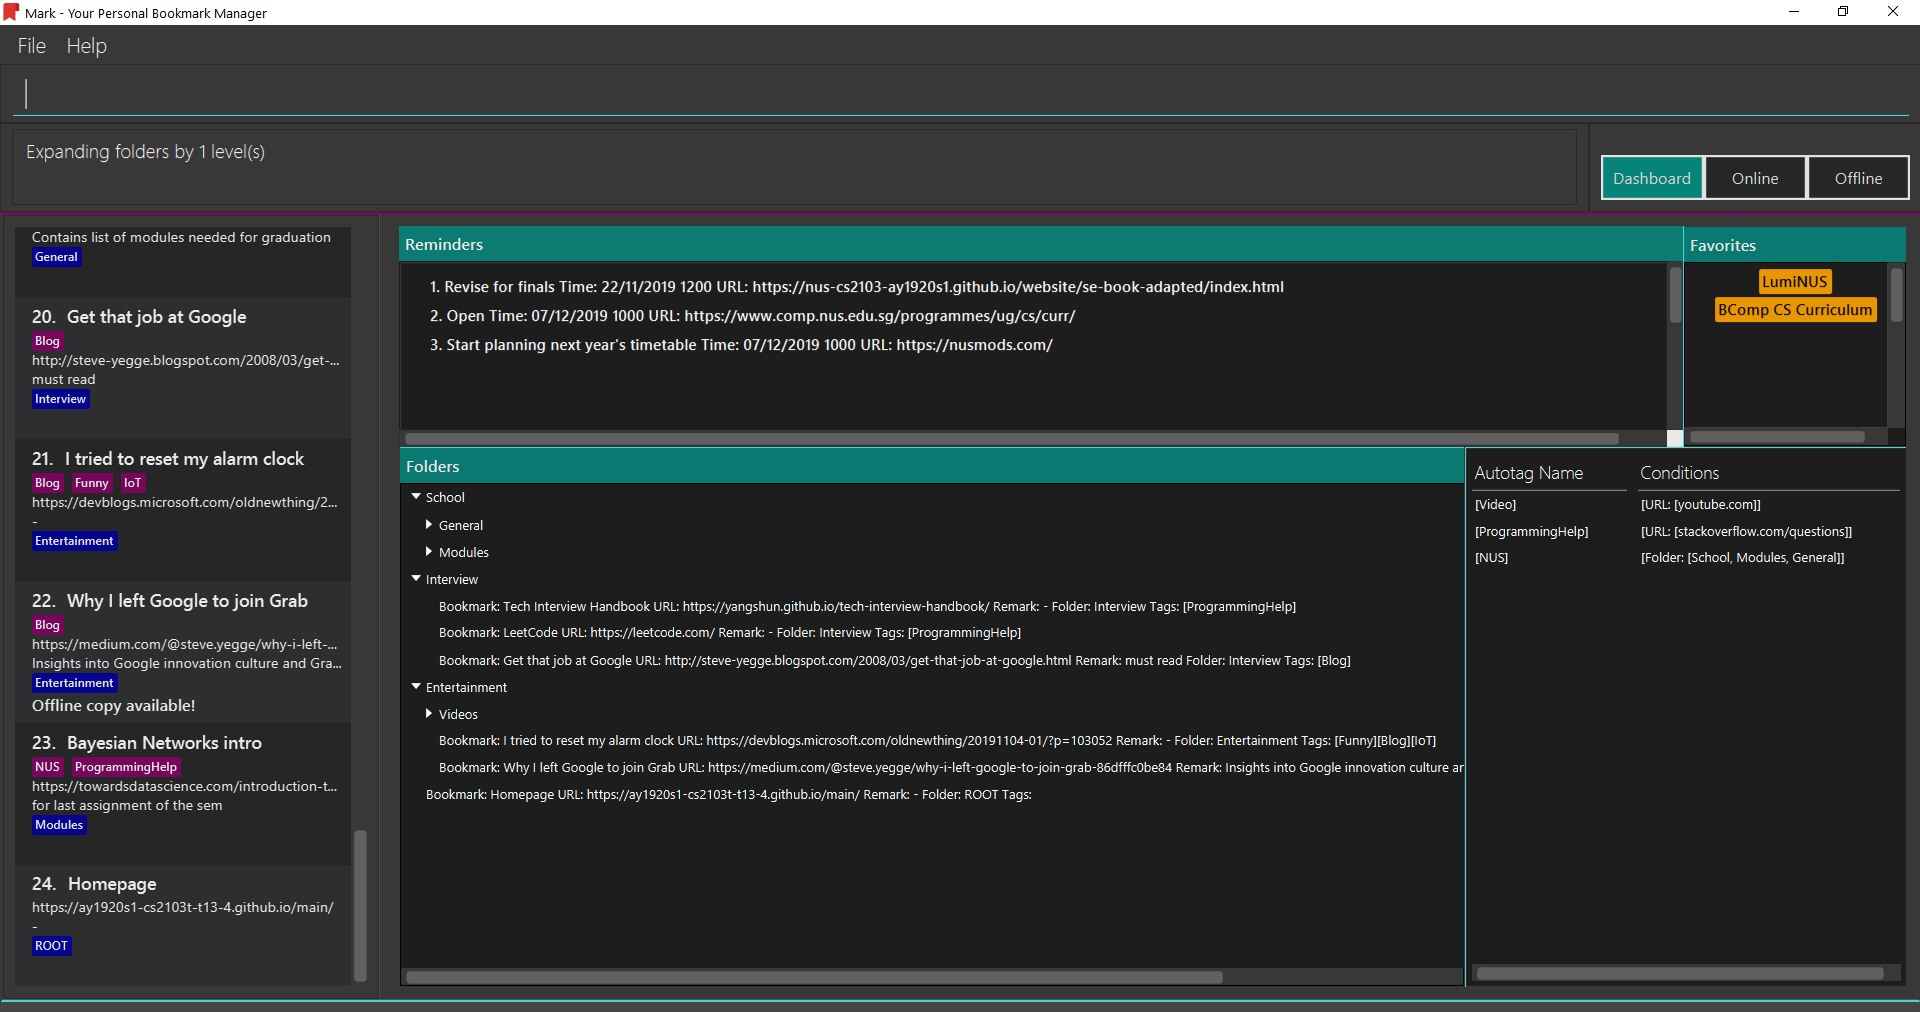 Mark - Your Personal Bookmark Manager
File Help
Expanding folders by 1 level(s)
Dashboard Online Offline
Contains list of modules needed for graduation
General
20. Get that job at Google
Blog
http://steve-yegge.blogspot.com/2008/03/get-...
must read
Interview
21. I tried to reset my alarm clock
Blog Funny IoT
https://devblogs.microsoft.com/oldnewthing/2...
-
Entertainment
22. Why I left Google to join Grab
Blog
https://medium.com/@steve.yegge/why-i-left-...
Insights into Google innovation culture and Gra...
Entertainment
Offline copy available!
23. Bayesian Networks intro
NUS ProgrammingHelp
https://towardsdatascience.com/introduction-t...
for last assignment of the sem
Modules
24. Homepage
https://ay1920s1-cs2103t-t13-4.github.io/main/
-
ROOT
Reminders
1. Revise for finals Time: 22/11/2019 1200 URL: https://nus-cs2103-ay1920s1.github.io/website/se-book-adapted/index.html
2. Open Time: 07/12/2019 1000 URL: https://www.comp.nus.edu.sg/programmes/ug/cs/curr/
3. Start planning next year's timetable Time: 07/12/2019 1000 URL: https://nusmods.com/
Favorites
LumiNUS
BComp CS Curriculum
Folders
School
General
Modules
Interview
Bookmark: Tech Interview Handbook URL: https://yangshun.github.io/tech-interview-handbook/ Remark: - Folder: Interview Tags: [ProgrammingHelp]
Bookmark: LeetCode URL: https://leetcode.com/ Remark: - Folder: Interview Tags: [ProgrammingHelp]
Bookmark: Get that job at Google URL: http://steve-yegge.blogspot.com/2008/03/get-that-job-at-google.html Remark: must read Folder: Interview Tags: [Blog]
Entertainment
Videos
Bookmark: I tried to reset my alarm clock URL: https://devblogs.microsoft.com/oldnewthing/20191104-01/?p=103052 Remark: - Folder: Entertainment Tags: [Funny][Blog][IoT]
Bookmark: Why I left Google to join Grab URL: https://medium.com/@steve.yegge/why-i-left-google-to-join-grab-86dfffc0be84 Remark: Insights into Google innovation culture ar
Bookmark: Homepage URL: https://ay1920s1-cs2103t-t13-4.github.io/main/ Remark: - Folder: ROOT Tags:
Autotag Name Conditions
[Video] [URL: [youtube.com]]
[ProgrammingHelp] [URL: [stackoverflow.com/questions]]
[NUS] [Folder: [School, Modules, General]]